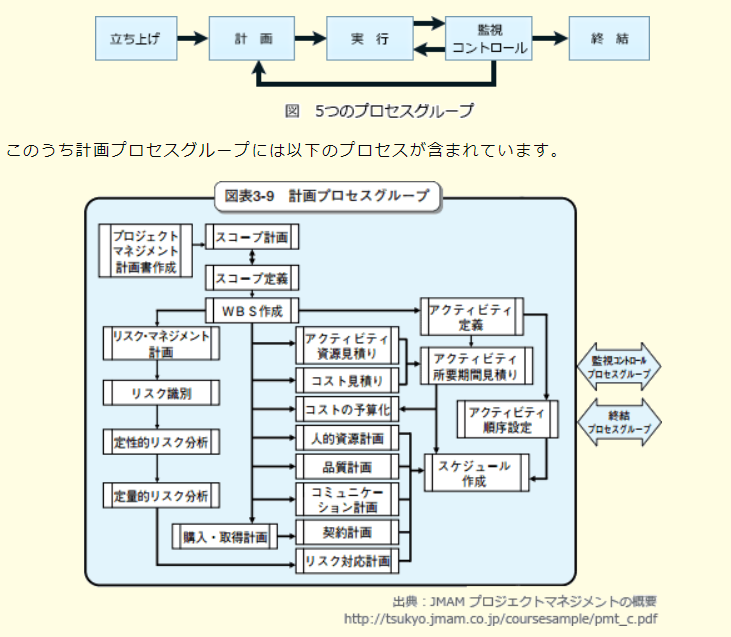 立ち上げ
計 画
実 行
監視
コントロール
終 結
図 5つのプロセスグループ
このうち計画プロセスグループには以下のプロセスが含まれています。
図表3-9 計画プロセスグループ
プロジェクト
マネジメント
計画書作成
スコープ計画
スコープ定義
WBS作成
アクティビティ
定義
リスク・マネジメント
計画
アクティビティ
資源見積り
アクティビティ
所要期間見積り
コスト見積り
リスク識別
コストの予算化
アクティビティ
順序設定
定性的リスク分析
人的資源計画
品質計画
スケジュール
作成
定量的リスク分析
コミュニケー
ション計画
購入・取得計画
契約計画
リスク対応計画
監視コントロール
プロセスグループ
終結
プロセスグループ
出典：JMAM プロジェクトマネジメントの概要
http://tsukyo.jmam.co.jp/coursesample/pmt_c.pdf